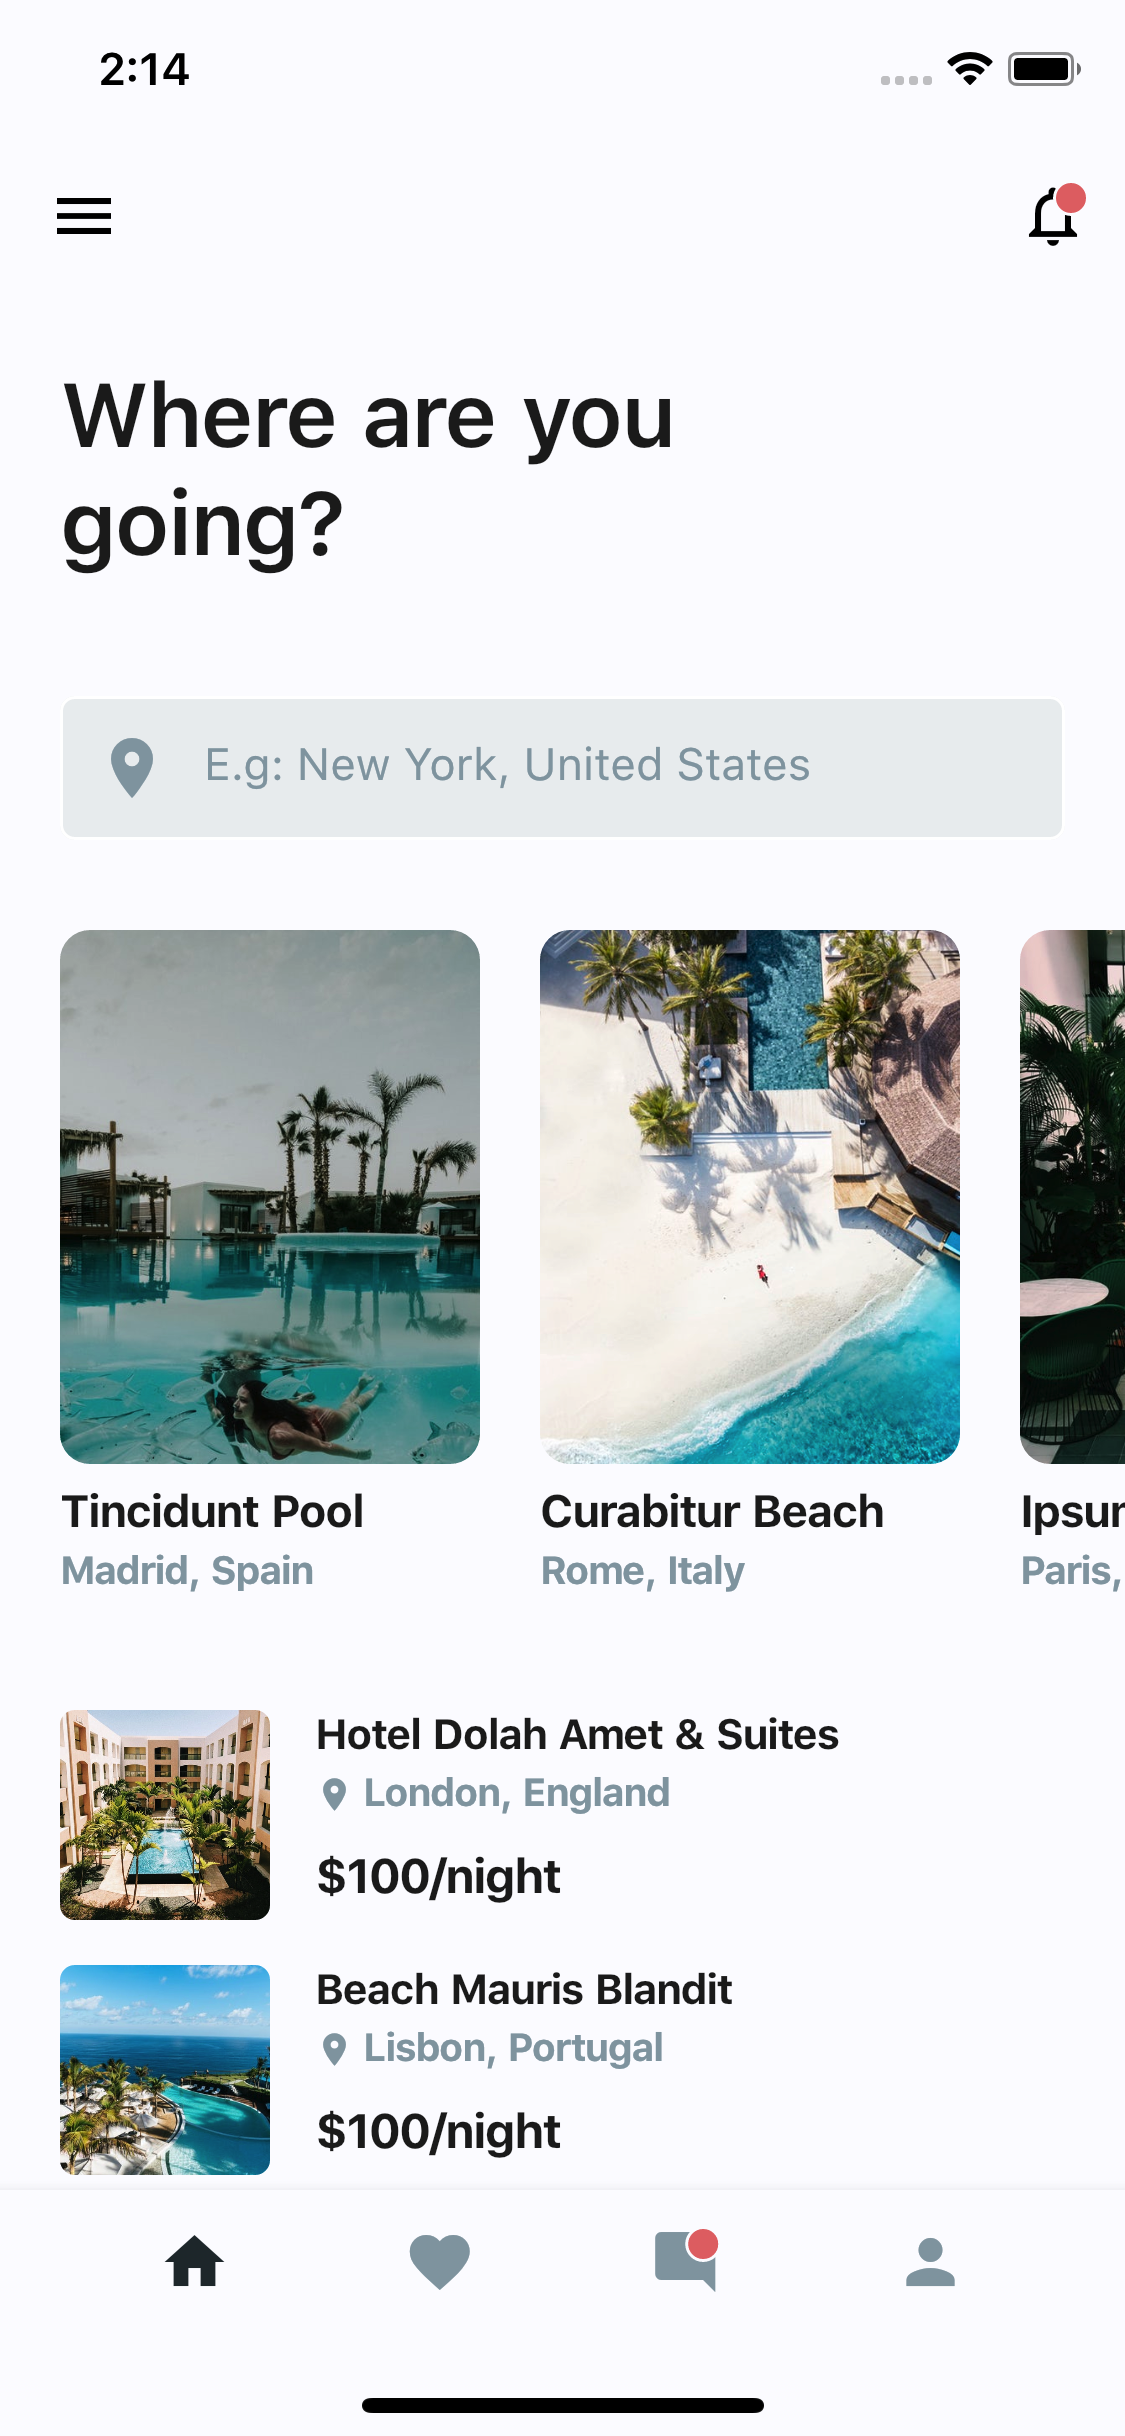 2:14
Where are you
going?
E.g: New York, United States
Tincidunt Pool
Madrid, Spain
Curabitur Beach
Rome, Italy
Paris,
Hotel Dolah Amet & Suites
London, England
$100/night
Beach Mauris Blandit
Lisbon, Portugal
$100/night